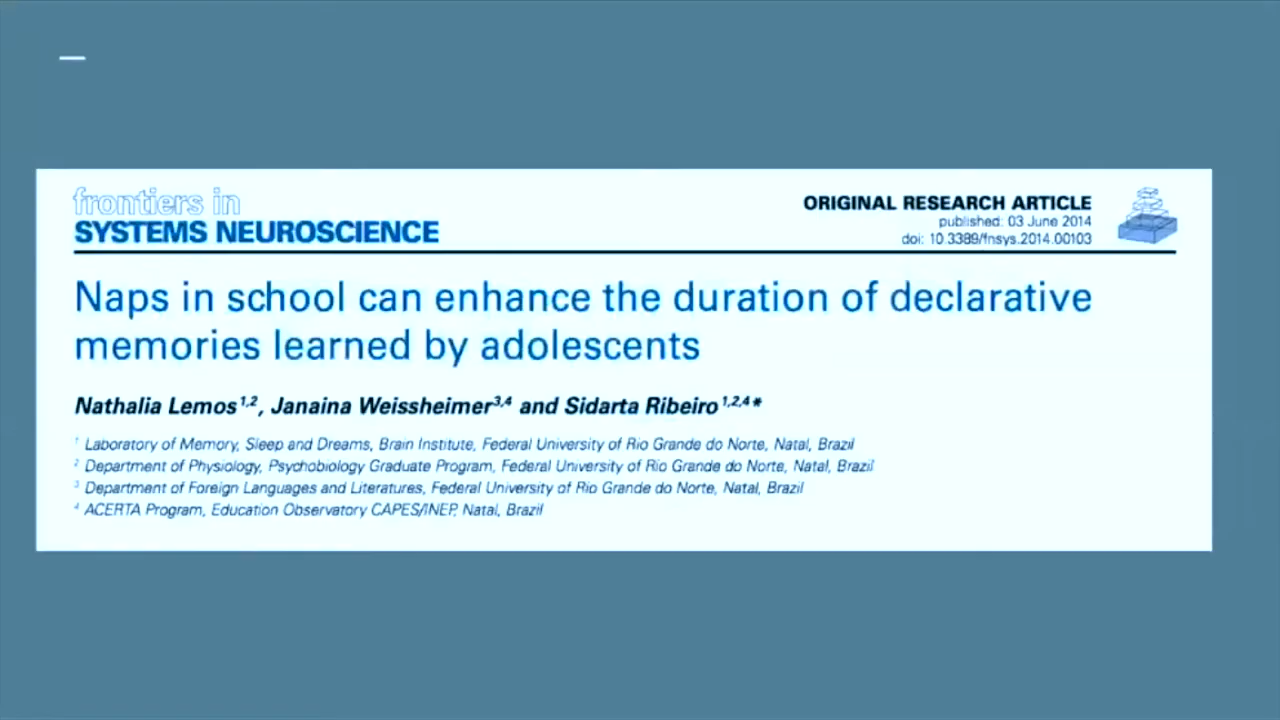 frontiers in
SYSTEMS NEUROSCIENCE
ORIGINAL RESEARCH ARTICLE
published: 03 June 2014
doi: 10.3389/fnsys.2014.00103
Naps in school can enhance the duration of declarative
memories learned by adolescents
Nathalia Lemos1,2, Janaina Weissheimer3,4 and Sidarta Ribeiro1,2,4*
1 Laboratory of Memory, Sleep and Dreams, Brain Institute, Federal University of Rio Grande do Norte, Natal, Brazil
2 Department of Physiology, Psychobiology Graduate Program, Federal University of Rio Grande do Norte, Natal, Brazil
3 Department of Foreign Languages and Literatures, Federal University of Rio Grande do Norte, Natal, Brazil
4 ACERTA Program, Education Observatory CAPES/INEP, Natal, Brazil